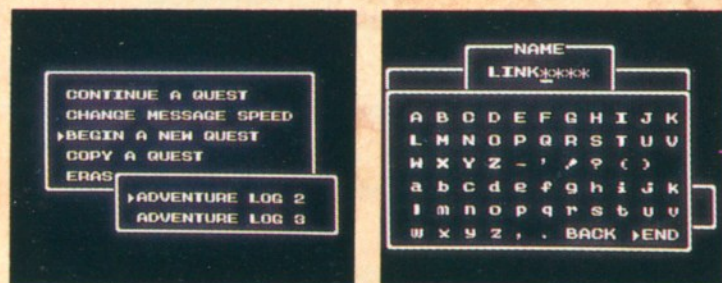 CONTINUE A QUEST
CHANGE MESSAGE SPEED
▶BEGIN A NEW QUEST
COPY A QUEST
ERAS
▶ADVENTURE LOG 2
ADVENTURE LOG 3
NAME
LINK****
A B C D E F G H I J K
L M N O P Q R S T U V
W X Y Z - ' ! ? ( )
a b c d e f g h i j k
l m n o p q r s t u v
w x y z , . BACK ▶END